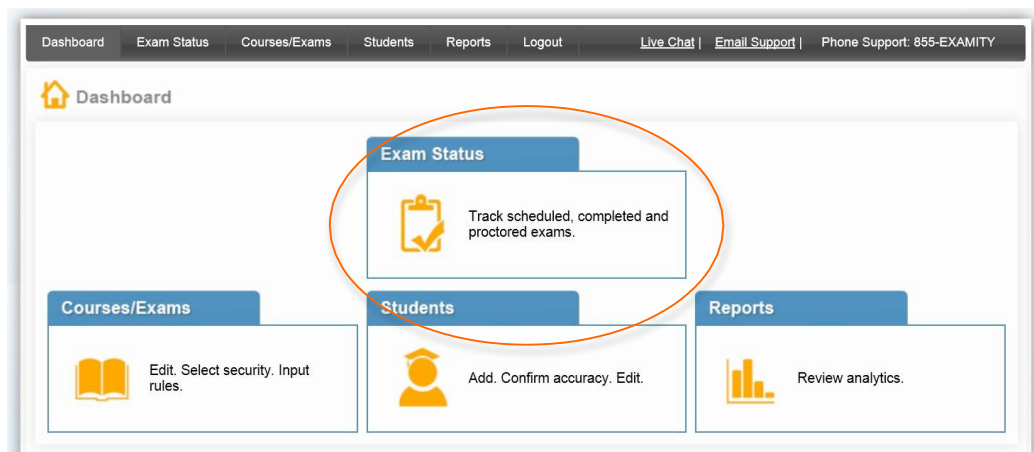 Dashboard Exam Status Courses/Exams Students Reports Logout Live Chat | Email Support | Phone Support: 855-EXAMITY
Dashboard
Exam Status
Track scheduled, completed and
proctored exams.
Courses/Exams
Edit. Select security. Input
rules.
Students
Add. Confirm accuracy. Edit.
Reports
Review analytics.